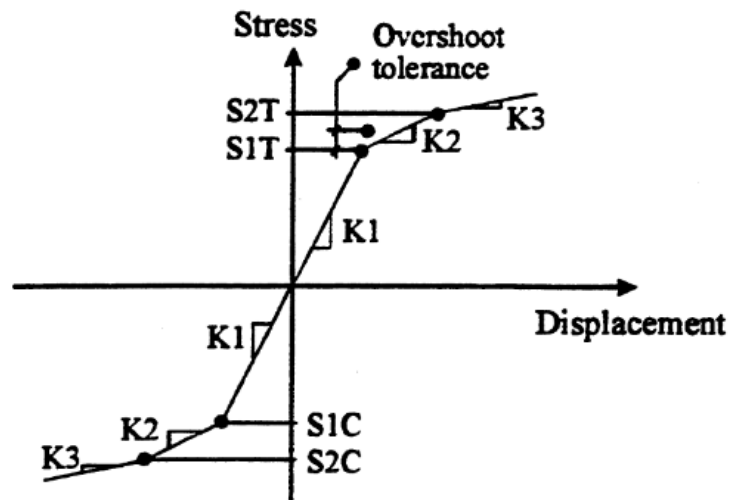 Stress
Overshoot
tolerance
S2T
K3
S1T
K2
K1
Displacement
K1
S1C
K2
S2C
K3